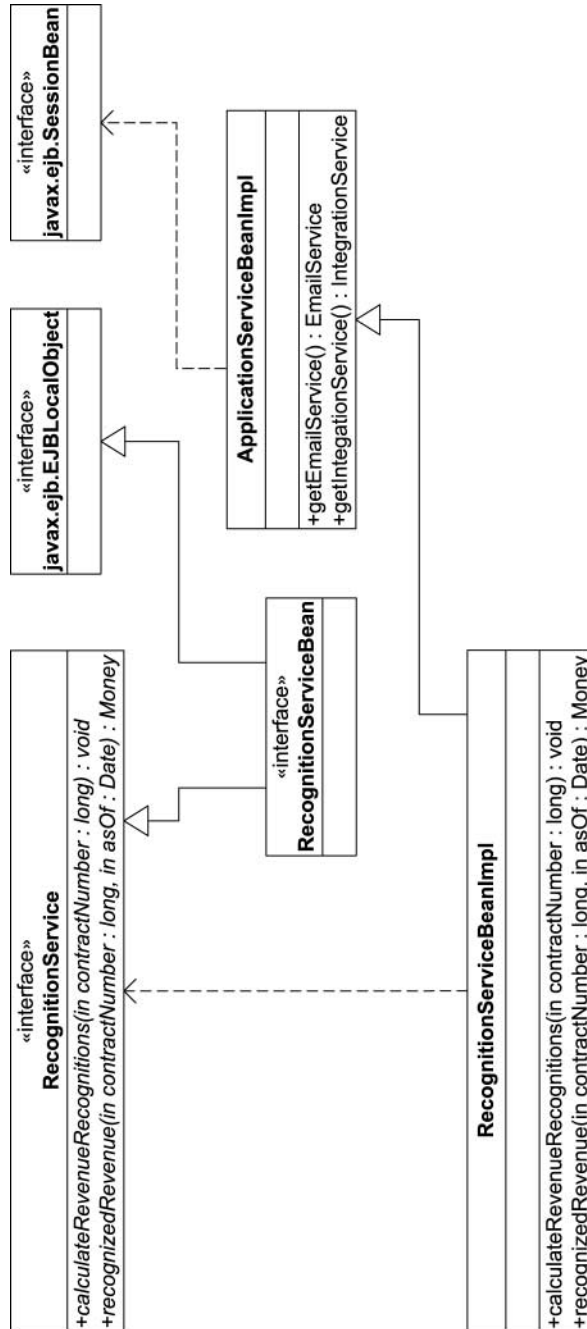 «interface»
RecognitionService
+calculateRevenueRecognitions(in contractNumber : long) : void
+recognizedRevenue(in contractNumber : long, in asOf : Date) : Money
«interface»
javax.ejb.EJBLocalObject
«interface»
javax.ejb.SessionBean
«interface»
RecognitionServiceBean
ApplicationServiceBeanImpl
+getEmailService() : EmailService
+getIntegationService() : IntegrationService
RecognitionServiceBeanImpl
+calculateRevenueRecognitions(in contractNumber : long) : void
+recognizedRevenue(in contractNumber : long, in asOf : Date) : Money